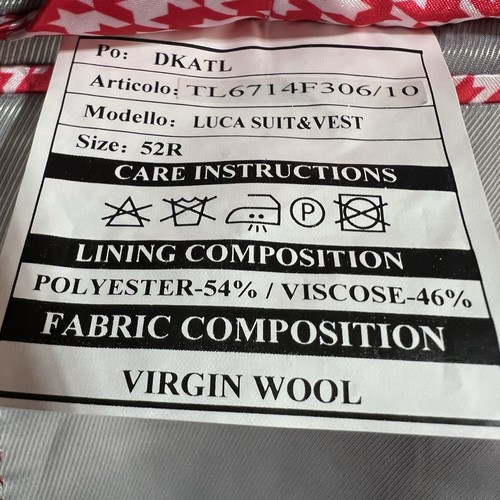 Po: DKATL
Articolo: TL6714F306/10
Modello: LUCA SUIT&VEST
Size: 52R
CARE INSTRUCTIONS
P
LINING COMPOSITION
POLYESTER-54% / VISCOSE-46%
FABRIC COMPOSITION
VIRGIN WOOL